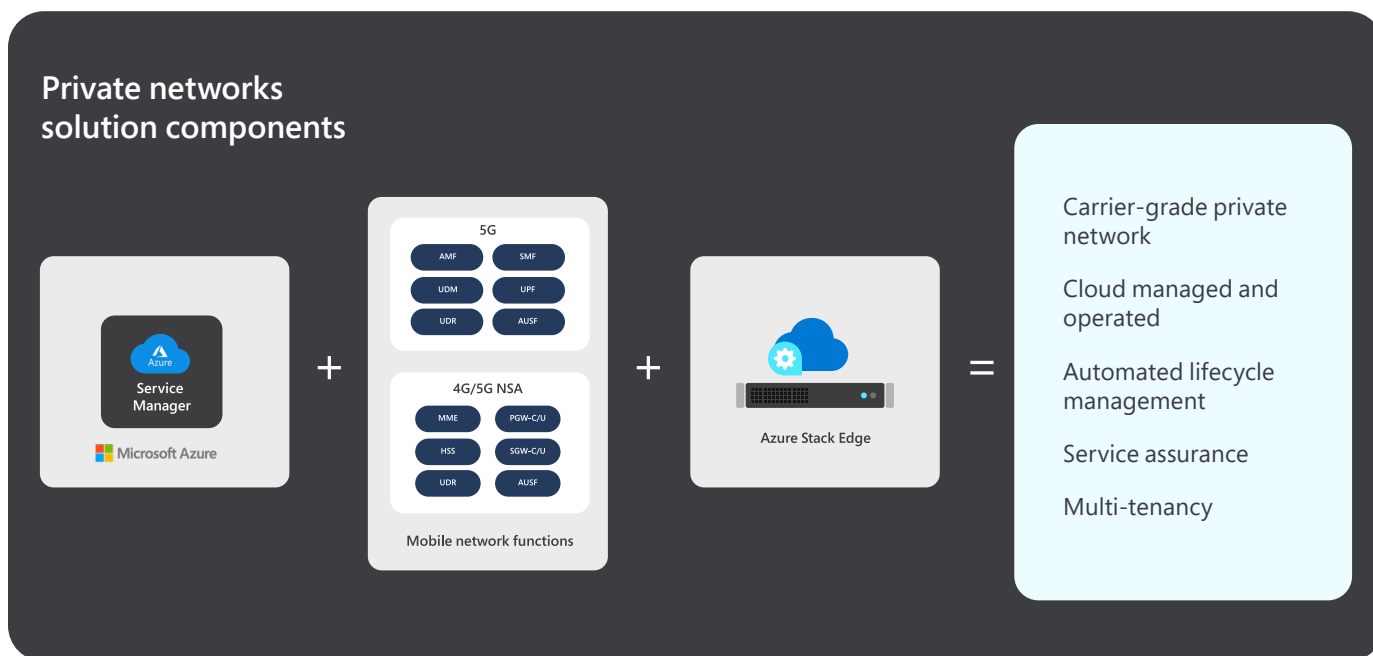 Private networks
solution components
Azure
Service
Manager
Microsoft Azure
+
5G
AMF SMF
UDM UPF
UDR AUSF
4G/5G NSA
MME PGW-C/U
HSS SGW-C/U
UDR AUSF
Mobile network functions
+
Azure Stack Edge
=
Carrier-grade private
network
Cloud managed and
operated
Automated lifecycle
management
Service assurance
Multi-tenancy